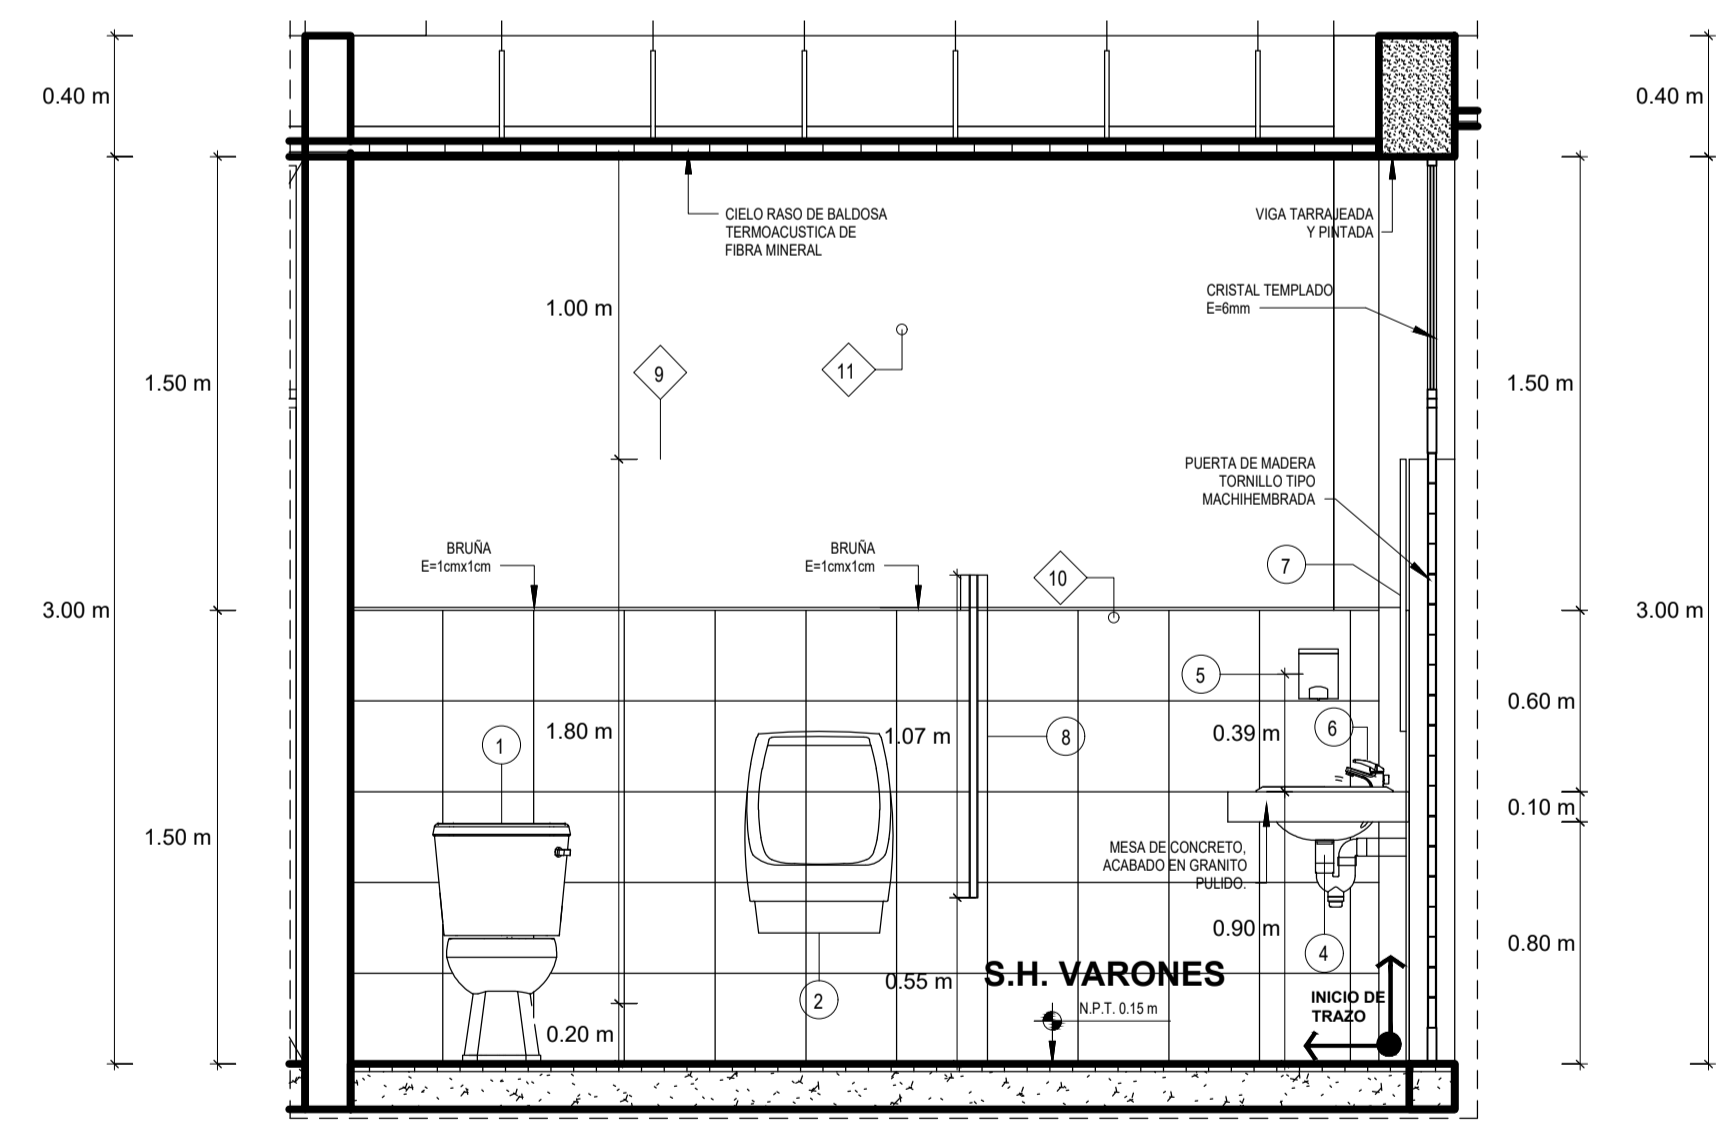 0.40 m
0.40 m
CIELO RASO DE BALDOSA
TERMOACUSTICA DE
FIBRA MINERAL
VIGA TARRAJEADA
Y PINTADA
CRISTAL TEMPLADO
E=6mm
1.00 m
9
11
1.50 m
1.50 m
PUERTA DE MADERA
TORNILLO TIPO
MACHIHEMBRADA
BRUÑA
E=1cmx1cm
BRUÑA
E=1cmx1cm
10
7
3.00 m
3.00 m
5
0.60 m
1
1.80 m
1.07 m
8
0.39 m
6
0.10 m
1.50 m
MESA DE CONCRETO,
ACABADO EN GRANITO
PULIDO.
0.90 m
4
0.80 m
0.55 m
S.H. VARONES
2
N.P.T. 0.15 m
INICIO DE
TRAZO
0.20 m